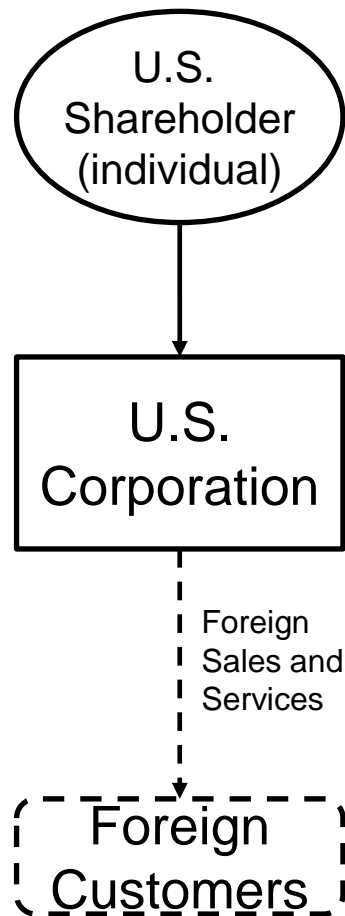 U.S.
Shareholder
(individual)
U.S.
Corporation
Foreign
Sales and
Services
Foreign
Customers